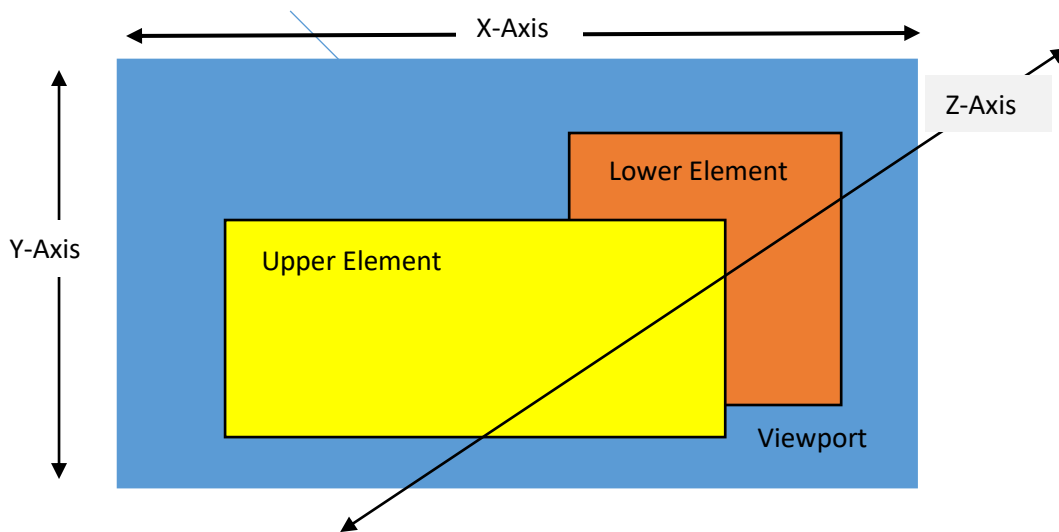 X-Axis
Z-Axis
Lower Element
Y-Axis
Upper Element
Viewport